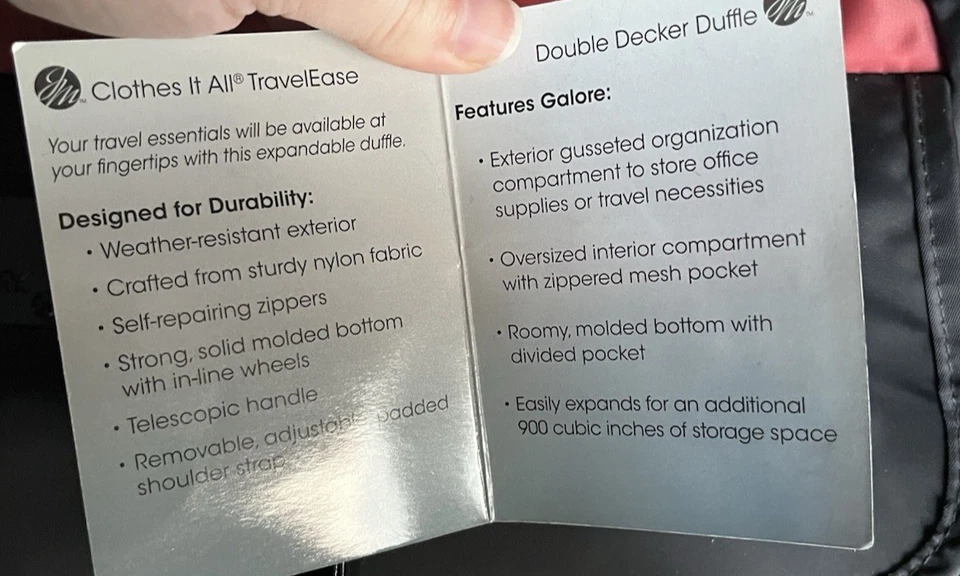 JM™ Clothes It All® TravelEase
Your travel essentials will be available at
your fingertips with this expandable duffle.
Designed for Durability:
• Weather-resistant exterior
• Crafted from sturdy nylon fabric
• Self-repairing zippers
• Strong, solid molded bottom
with in-line wheels
• Telescopic handle
• Removable, adjustable, padded
shoulder strap
Double Decker Duffle JM™
Features Galore:
• Exterior gusseted organization
compartment to store office
supplies or travel necessities
• Oversized interior compartment
with zippered mesh pocket
• Roomy, molded bottom with
divided pocket
• Easily expands for an additional
900 cubic inches of storage space